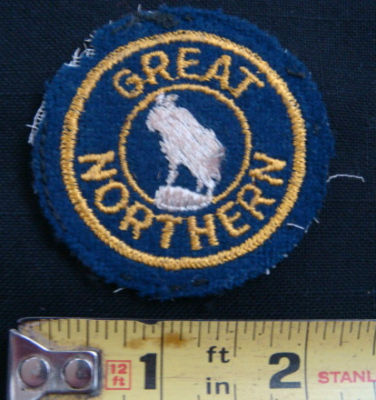 GREAT
NORTHERN
12 ft 1 ft in 2 STANL